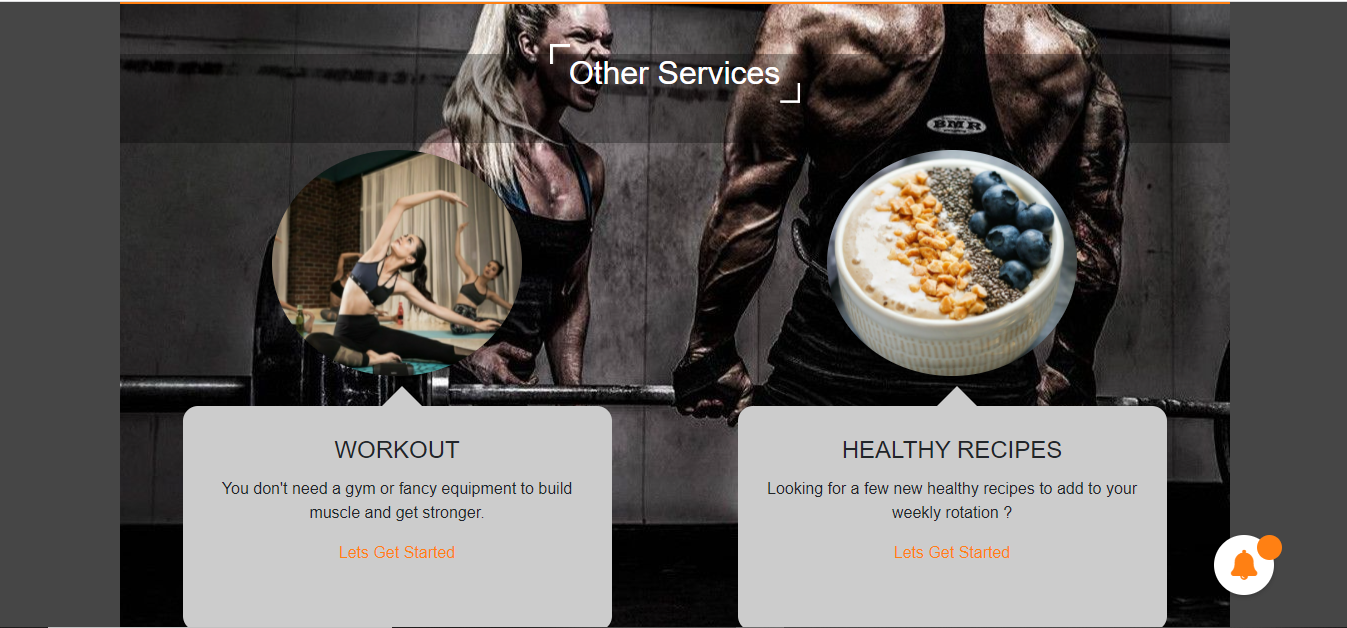 Other Services
BMR
WORKOUT
You don't need a gym or fancy equipment to build
muscle and get stronger.
Lets Get Started
HEALTHY RECIPES
Looking for a few new healthy recipes to add to your
weekly rotation ?
Lets Get Started